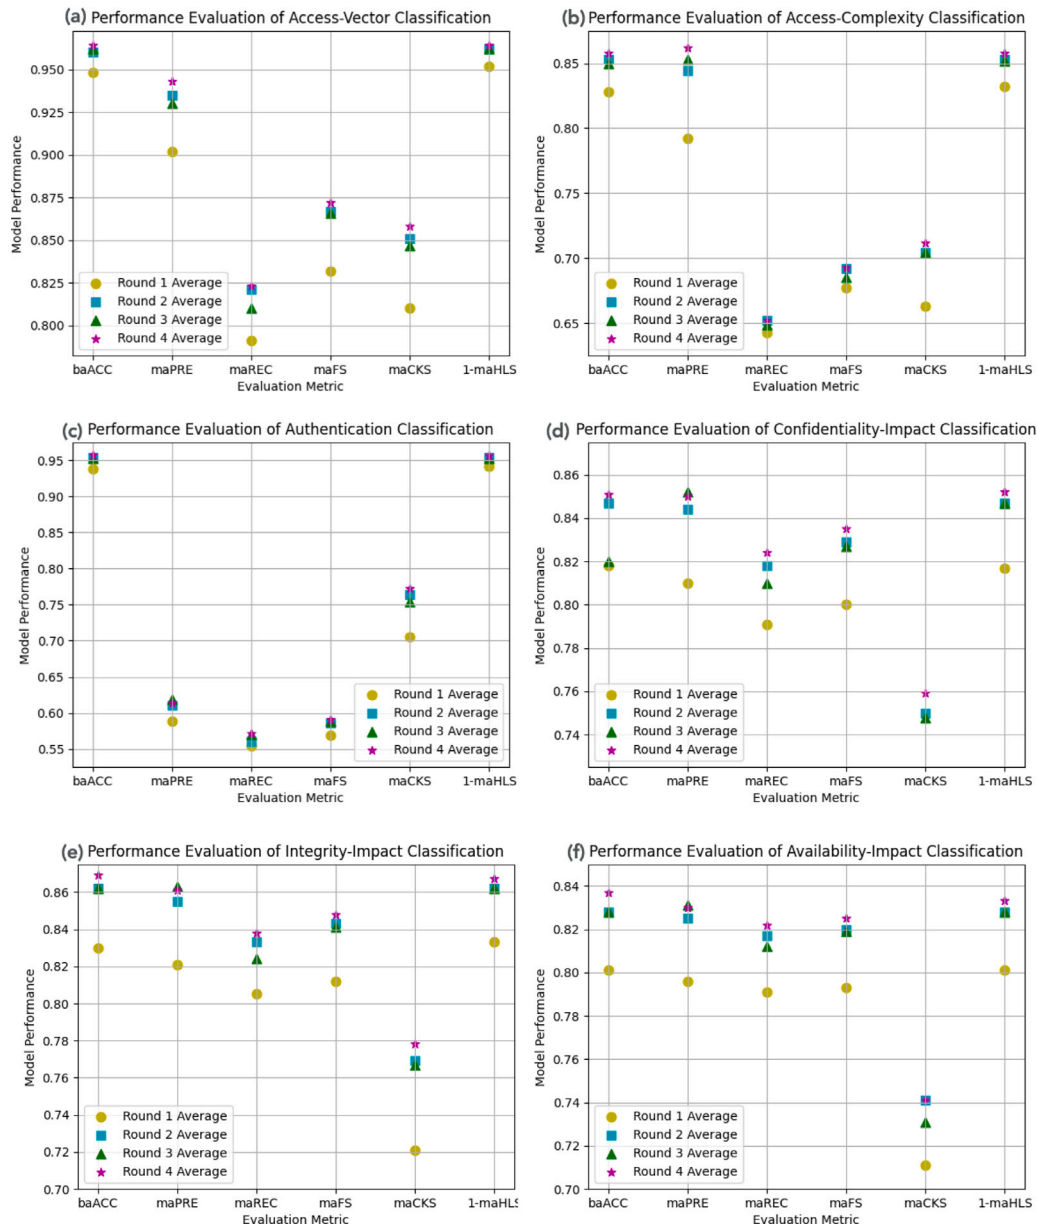 (a) Performance Evaluation of Access-Vector Classification
Model Performance
0.950
0.925
0.900
0.875
0.850
0.825
0.800
Round 1 Average
Round 2 Average
Round 3 Average
Round 4 Average
baACC maPRE maREC maFS maCKS 1-maHLS
Evaluation Metric
(b) Performance Evaluation of Access-Complexity Classification
Model Performance
0.85
0.80
0.75
0.70
0.65
Round 1 Average
Round 2 Average
Round 3 Average
Round 4 Average
baACC maPRE maREC maFS maCKS 1-maHLS
Evaluation Metric
(c) Performance Evaluation of Authentication Classification
Model Performance
0.95
0.90
0.85
0.80
0.75
0.70
0.65
0.60
0.55
Round 1 Average
Round 2 Average
Round 3 Average
Round 4 Average
baACC maPRE maREC maFS maCKS 1-maHLS
Evaluation Metric
(d) Performance Evaluation of Confidentiality-Impact Classification
Model Performance
0.86
0.84
0.82
0.80
0.78
0.76
0.74
Round 1 Average
Round 2 Average
Round 3 Average
Round 4 Average
baACC maPRE maREC maFS maCKS 1-maHLS
Evaluation Metric
(e) Performance Evaluation of Integrity-Impact Classification
Model Performance
0.86
0.84
0.82
0.80
0.78
0.76
0.74
0.72
0.70
Round 1 Average
Round 2 Average
Round 3 Average
Round 4 Average
baACC maPRE maREC maFS maCKS 1-maHLS
Evaluation Metric
(f) Performance Evaluation of Availability-Impact Classification
Model Performance
0.84
0.82
0.80
0.78
0.76
0.74
0.72
0.70
Round 1 Average
Round 2 Average
Round 3 Average
Round 4 Average
baACC maPRE maREC maFS maCKS 1-maHLS
Evaluation Metric